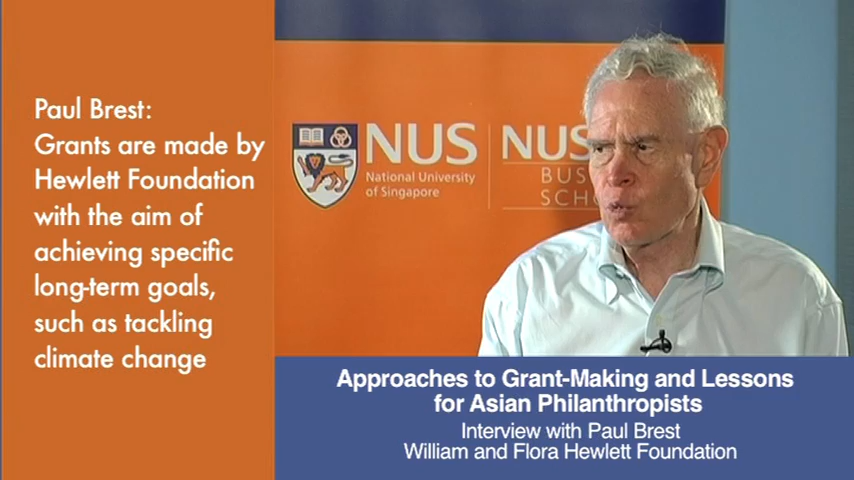 Paul Brest:
Grants are made by
Hewlett Foundation
with the aim of
achieving specific
long-term goals,
such as tackling
climate change
NUS
National University
of Singapore
NUS
BUS
SCHO
Approaches to Grant-Making and Lessons
for Asian Philanthropists
Interview with Paul Brest
William and Flora Hewlett Foundation